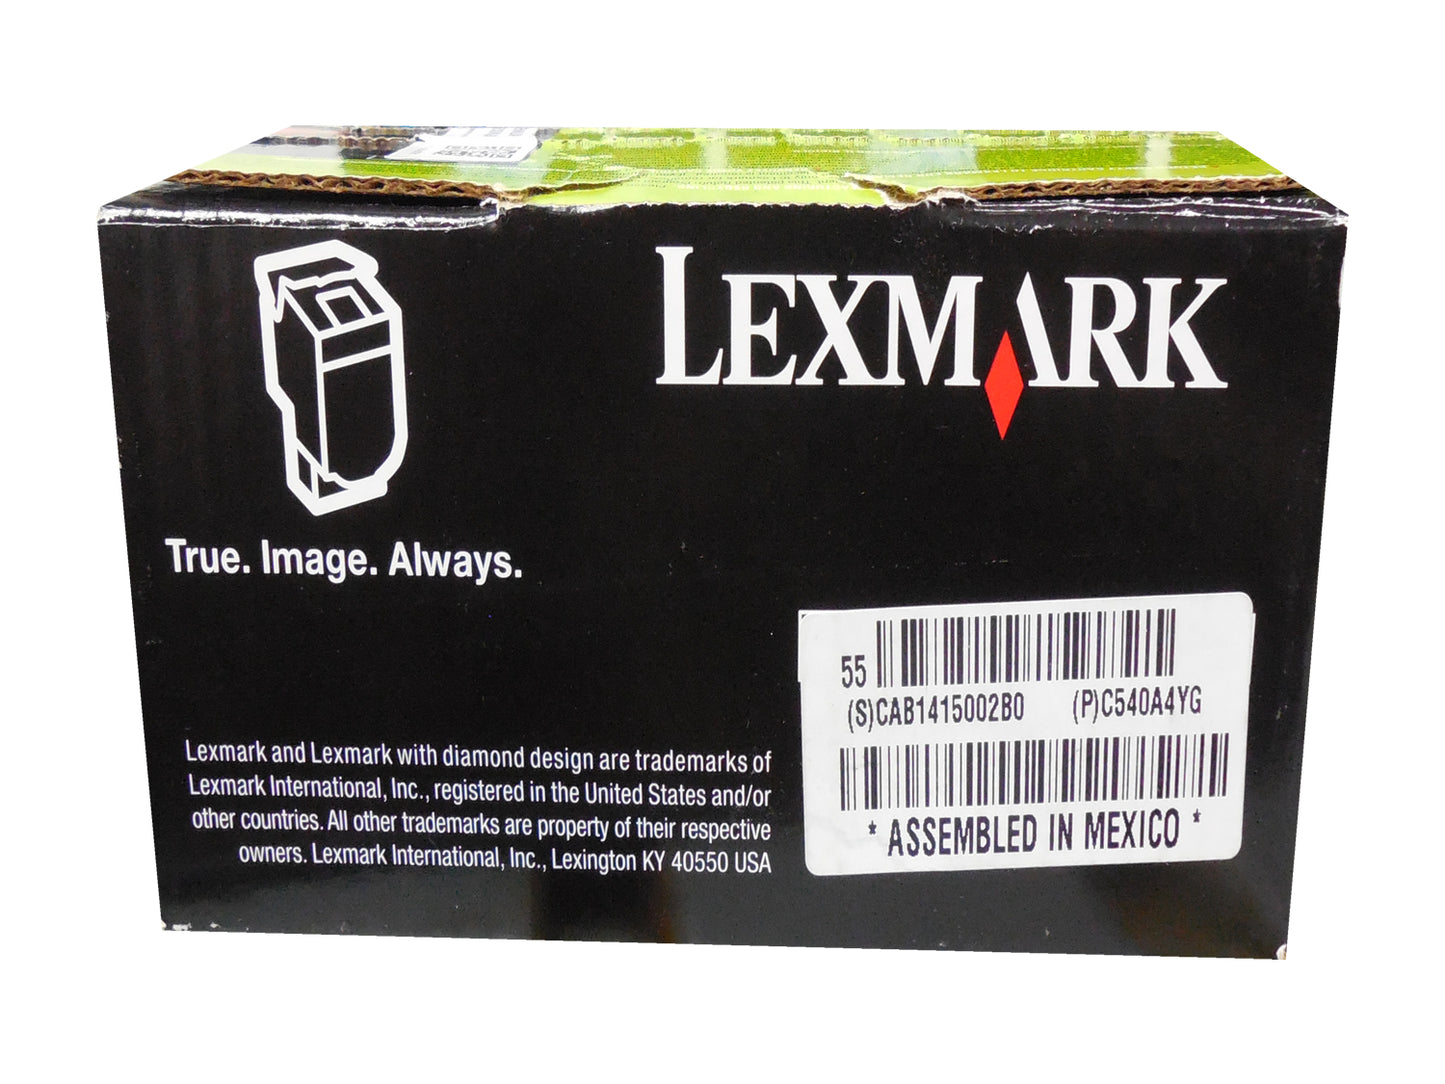 LEXMARK
True. Image. Always.
55
(S)CAB1415002B0 (P)C540A4YG
* ASSEMBLED IN MEXICO *
Lexmark and Lexmark with diamond design are trademarks of
Lexmark International, Inc., registered in the United States and/or
other countries. All other trademarks are property of their respective
owners. Lexmark International, Inc., Lexington KY 40550 USA